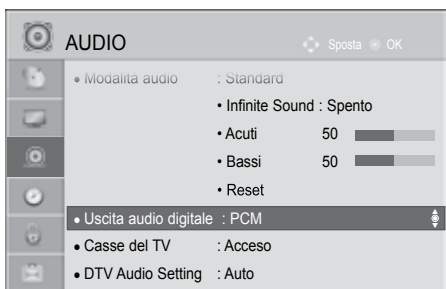 AUDIO
Sposta OK
• Modalità audio : Standard
• Infinite Sound : Spento
• Acuti 50
• Bassi 50
• Reset
• Uscita audio digitale : PCM
• Casse del TV : Acceso
• DTV Audio Setting : Auto